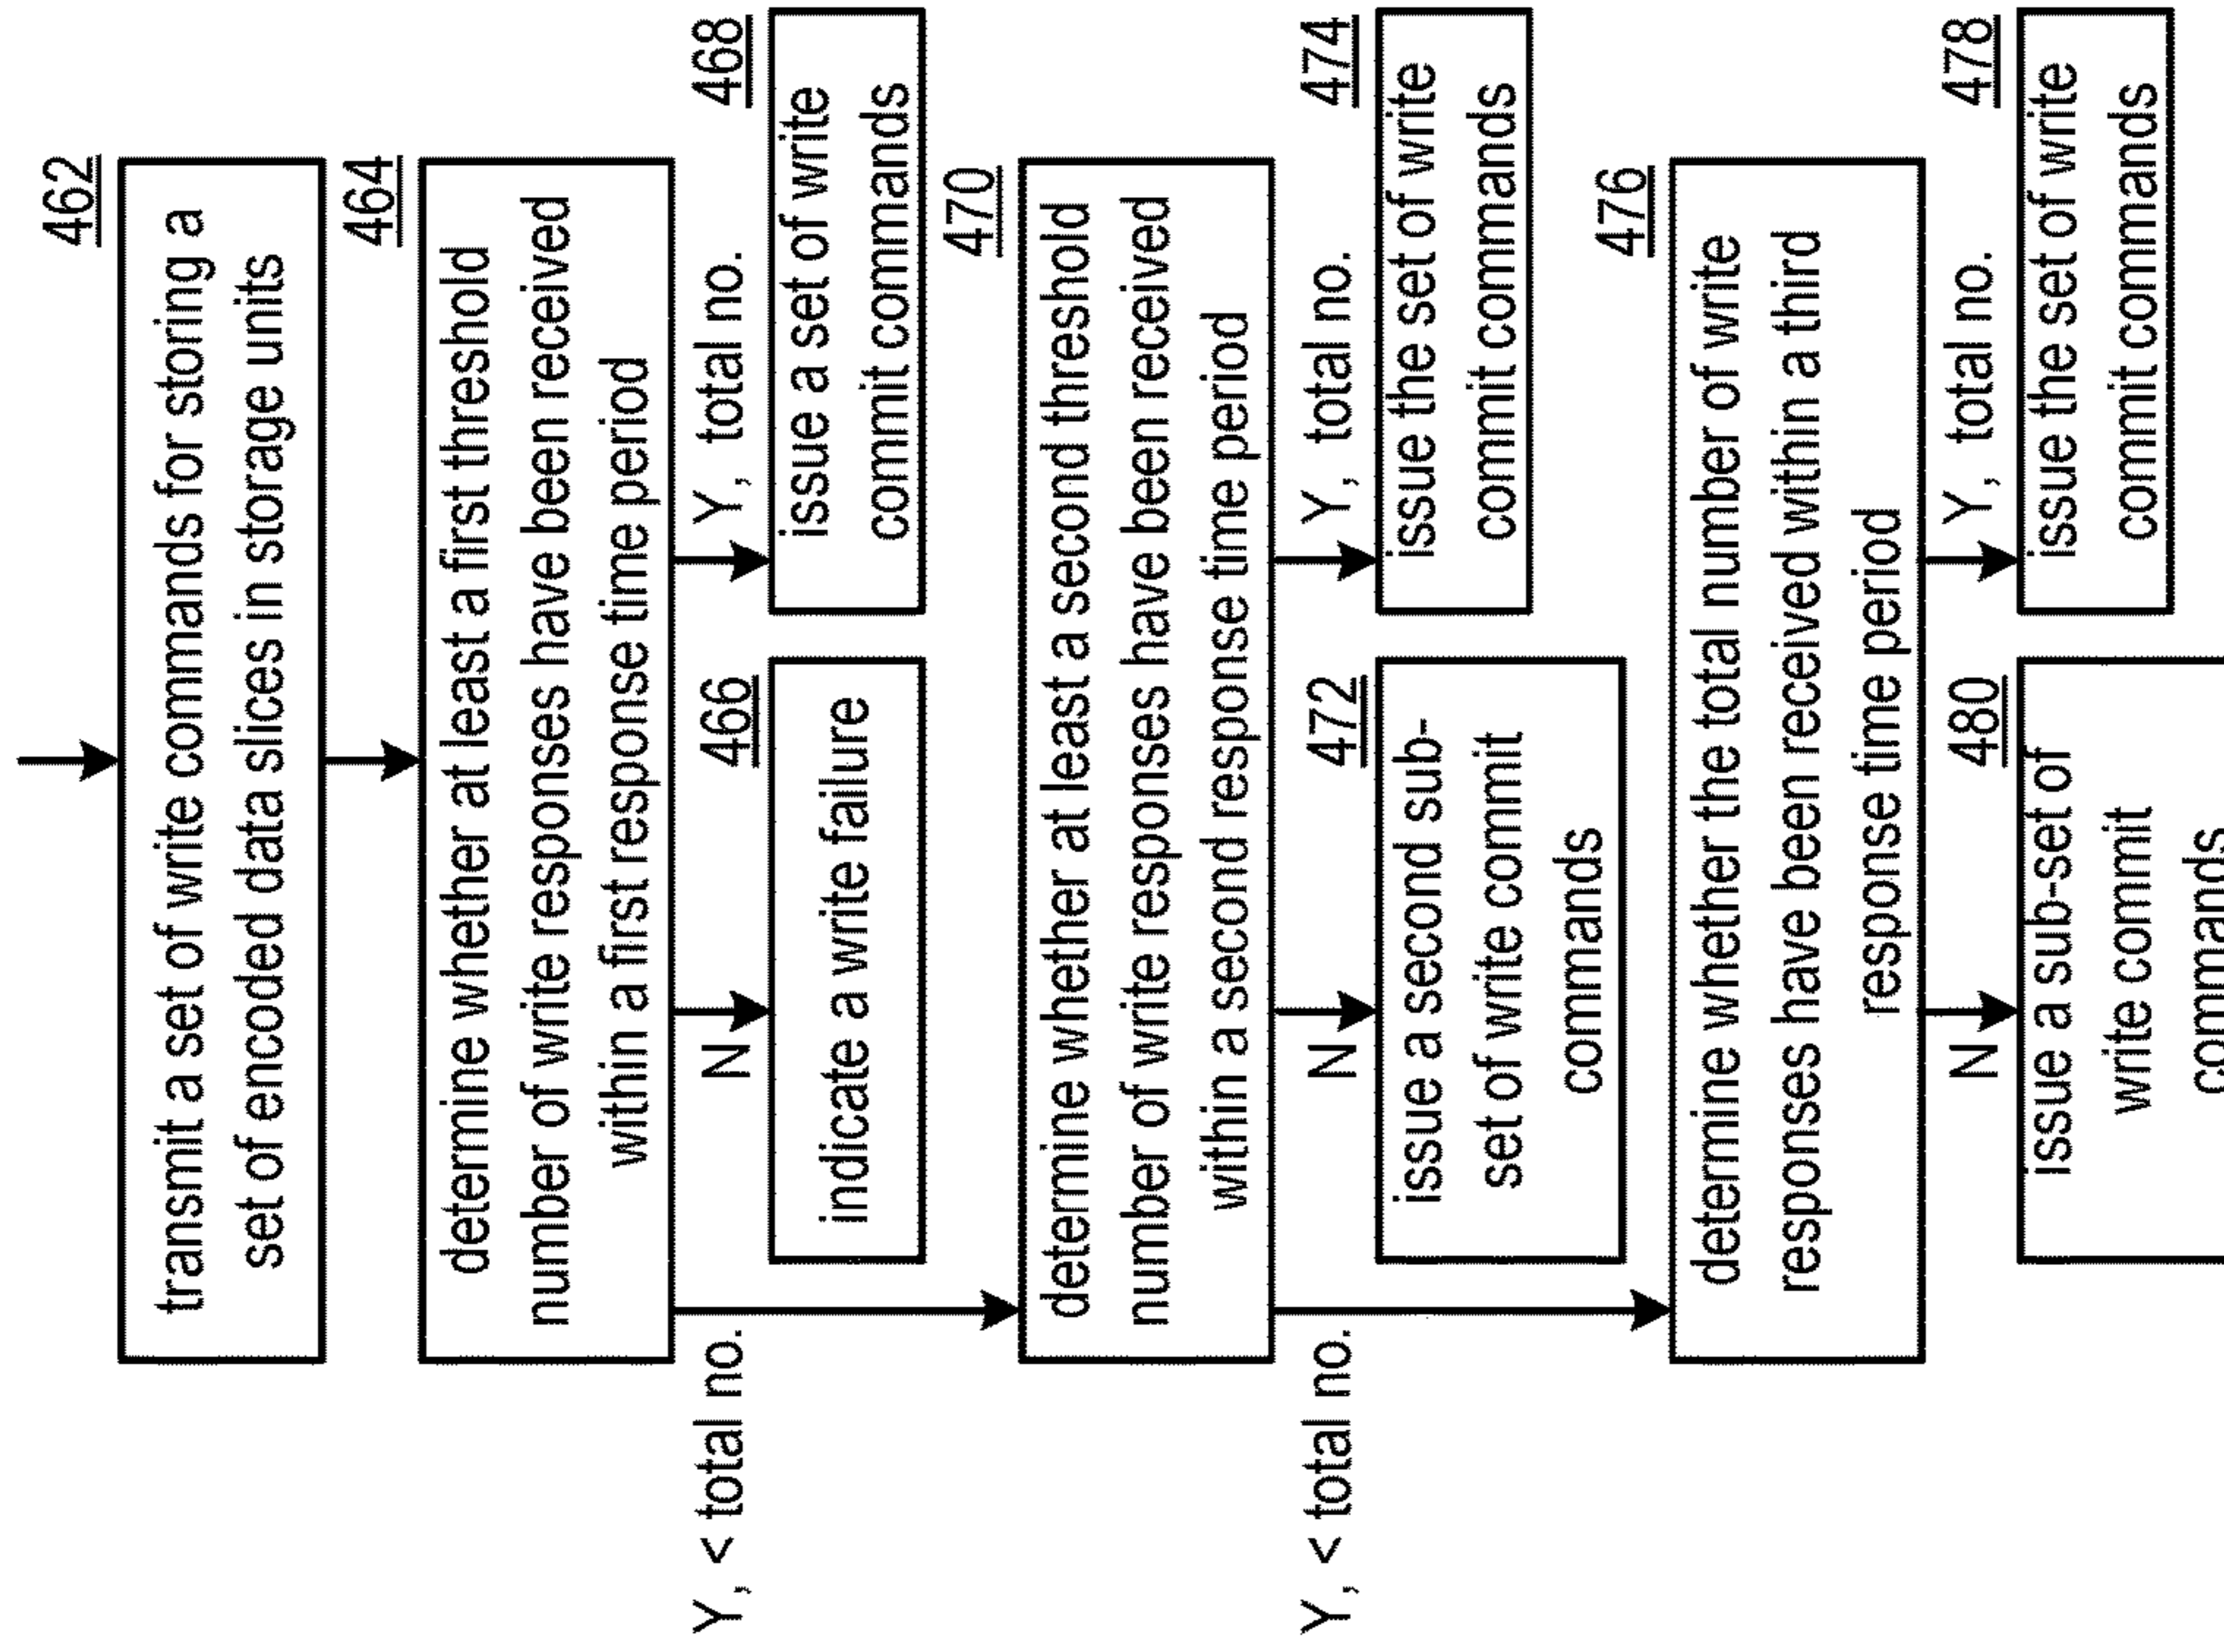 462
transmit a set of write commands for storing a
set of encoded data slices in storage units
464
determine whether at least a first threshold
number of write responses have been received
within a first response time period
Y, < total no.
N
Y, total no.
466
indicate a write failure
468
issue a set of write
commit commands
470
determine whether at least a second threshold
number of write responses have been received
within a second response time period
Y, < total no.
N
Y, total no.
472
issue a second sub-
set of write commit
commands
474
issue the set of write
commit commands
476
determine whether the total number of write
responses have been received within a third
response time period
N
Y, total no.
480
issue a sub-set of
write commit
commands
478
issue the set of write
commit commands